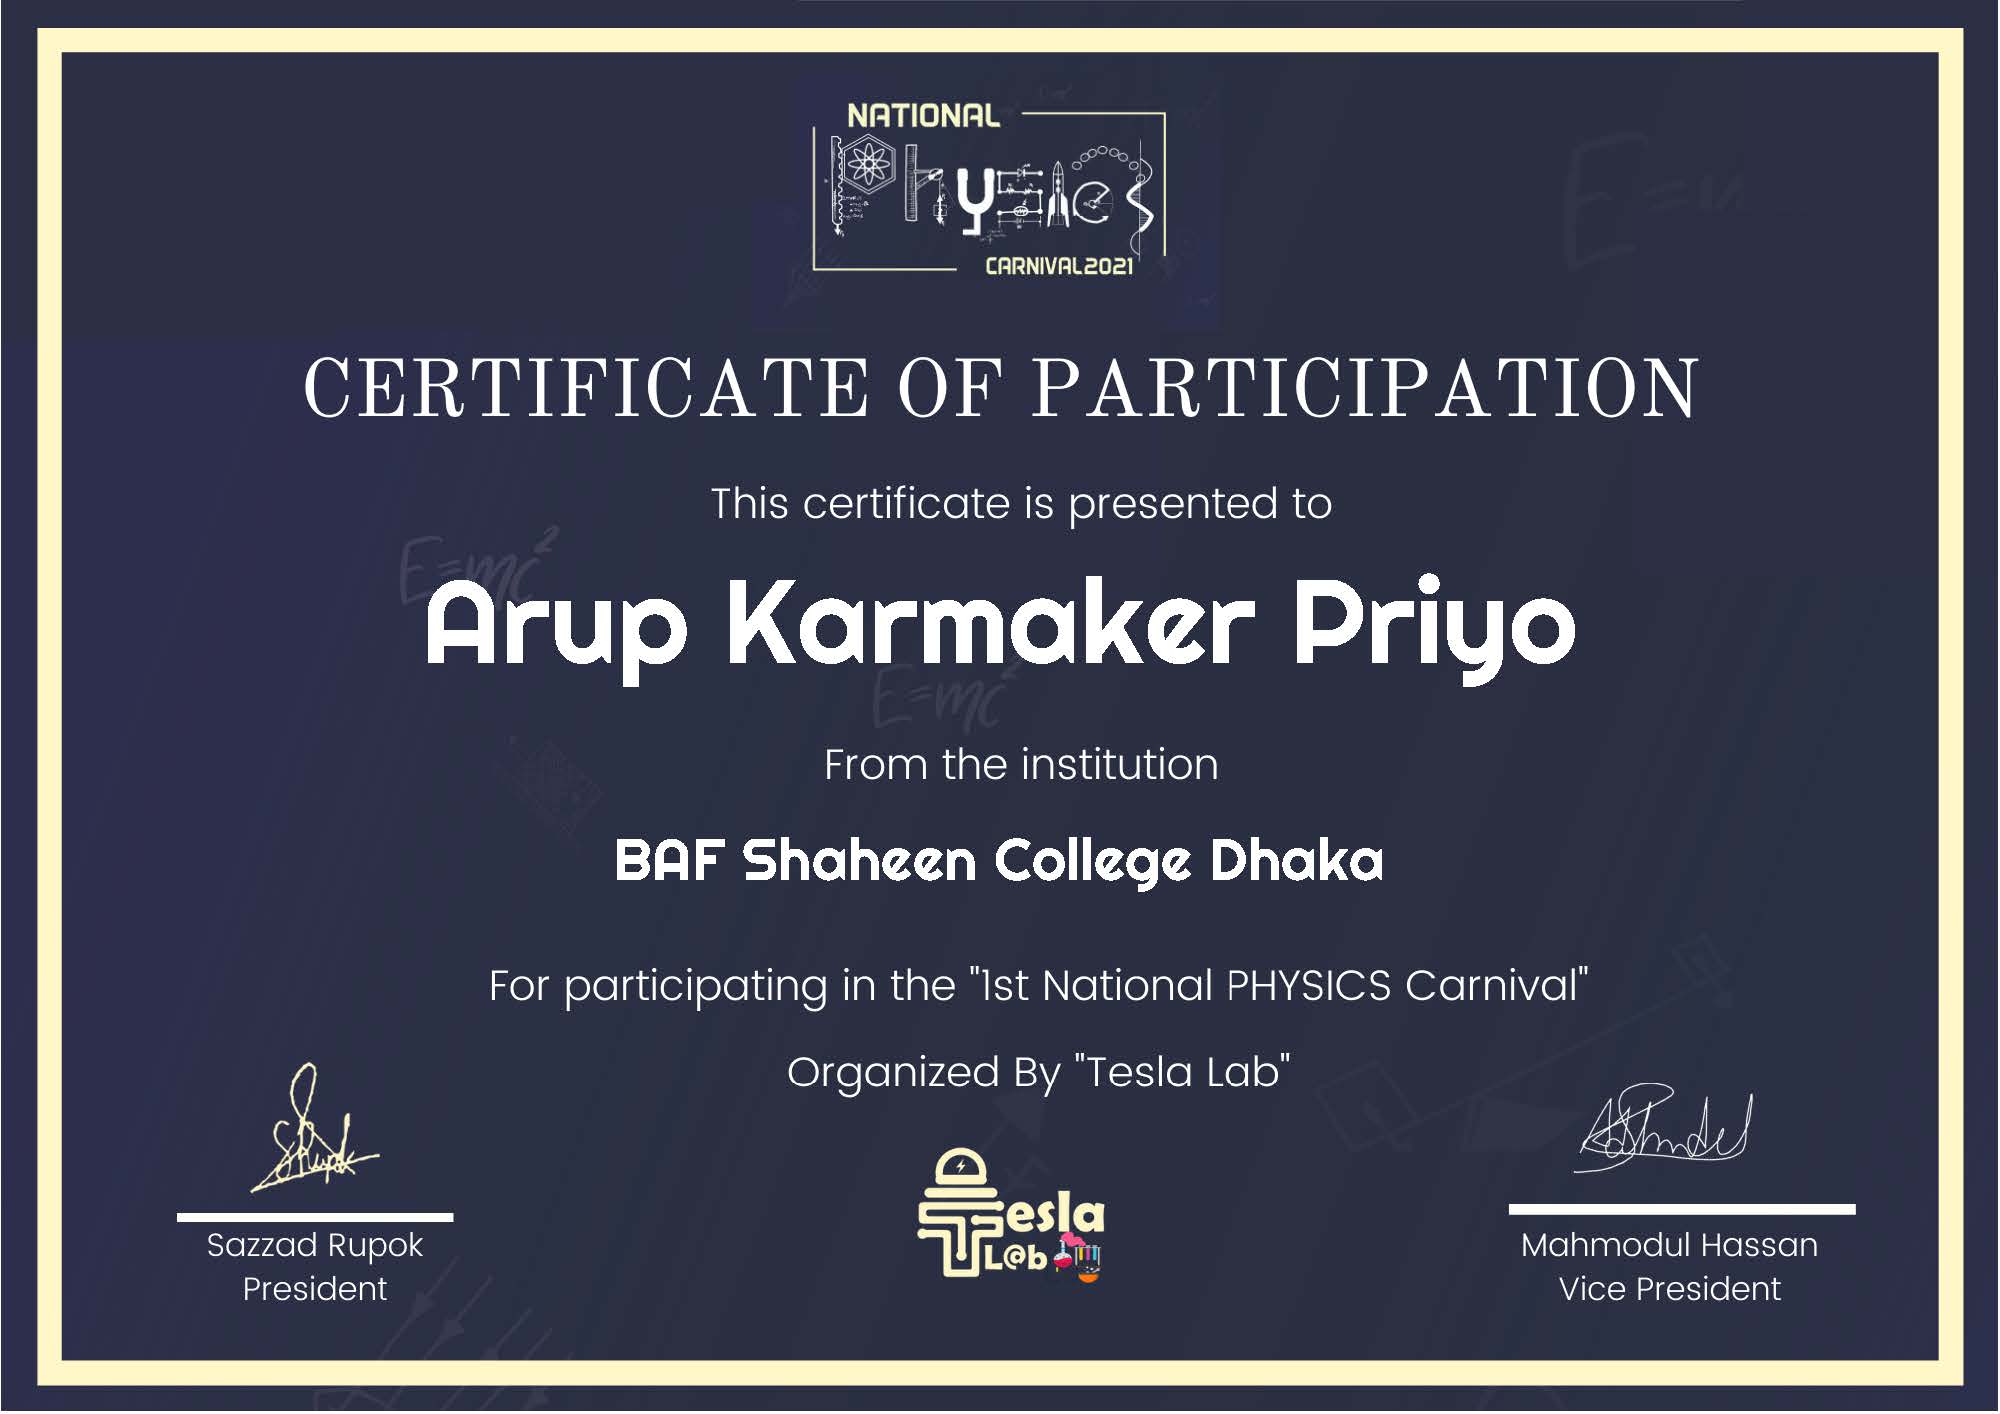 NATIONAL
Physics
CARNIVAL2021
CERTIFICATE OF PARTICIPATION
This certificate is presented to
E=mc²
Arup Karmaker Priyo
E=mc²
From the institution
BAF Shaheen College Dhaka
For participating in the "1st National PHYSICS Carnival"
Organized By "Tesla Lab"
Tesla
L@b
Sazzad Rupok
President
Mahmodul Hassan
Vice President